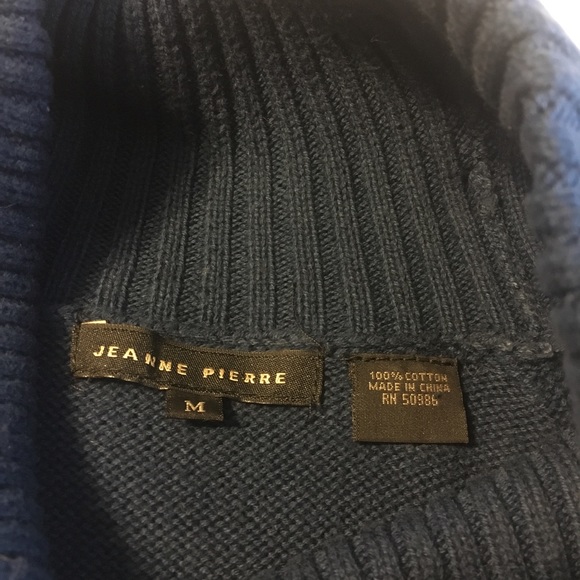 JEANNE PIERRE
M
100% COTTON
MADE IN CHINA
RN 50986